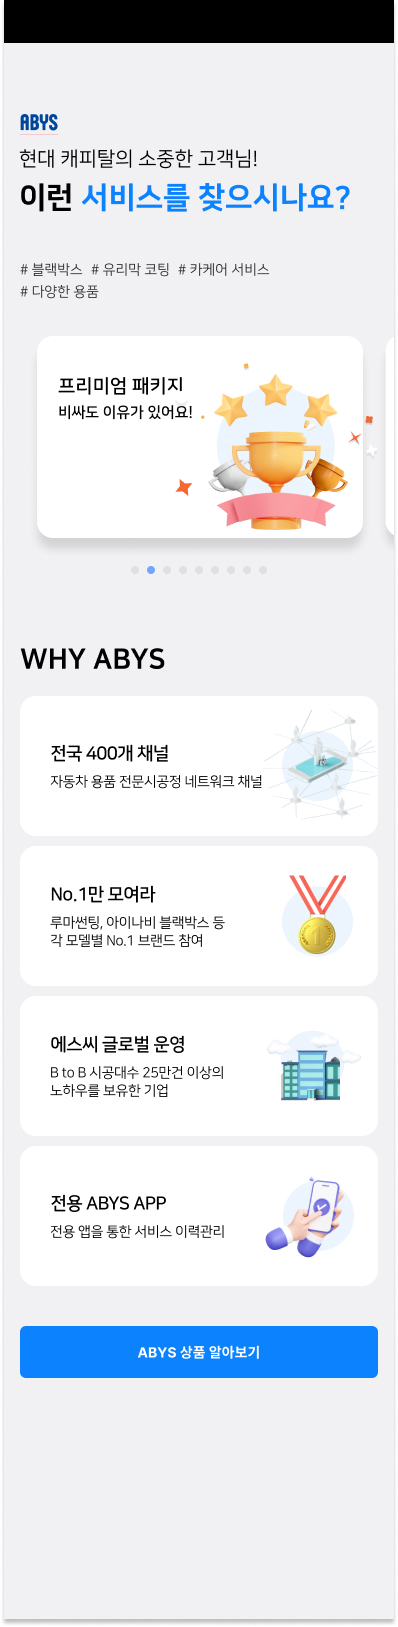 ABYS
현대 캐피탈의 소중한 고객님!
이런 서비스를 찾으시나요?
# 블랙박스 # 유리막 코팅 # 카케어 서비스
# 다양한 용품
프리미엄 패키지
비싸도 이유가 있어요!
WHY ABYS
전국 400개 채널
자동차 용품 전문시공정 네트워크 채널
No.1만 모여라
루마썬팅, 아이나비 블랙박스 등
각 모델별 No.1 브랜드 참여
에스씨 글로벌 운영
B to B 시공대수 25만건 이상의
노하우를 보유한 기업
전용 ABYS APP
전용 앱을 통한 서비스 이력관리
ABYS 상품 알아보기